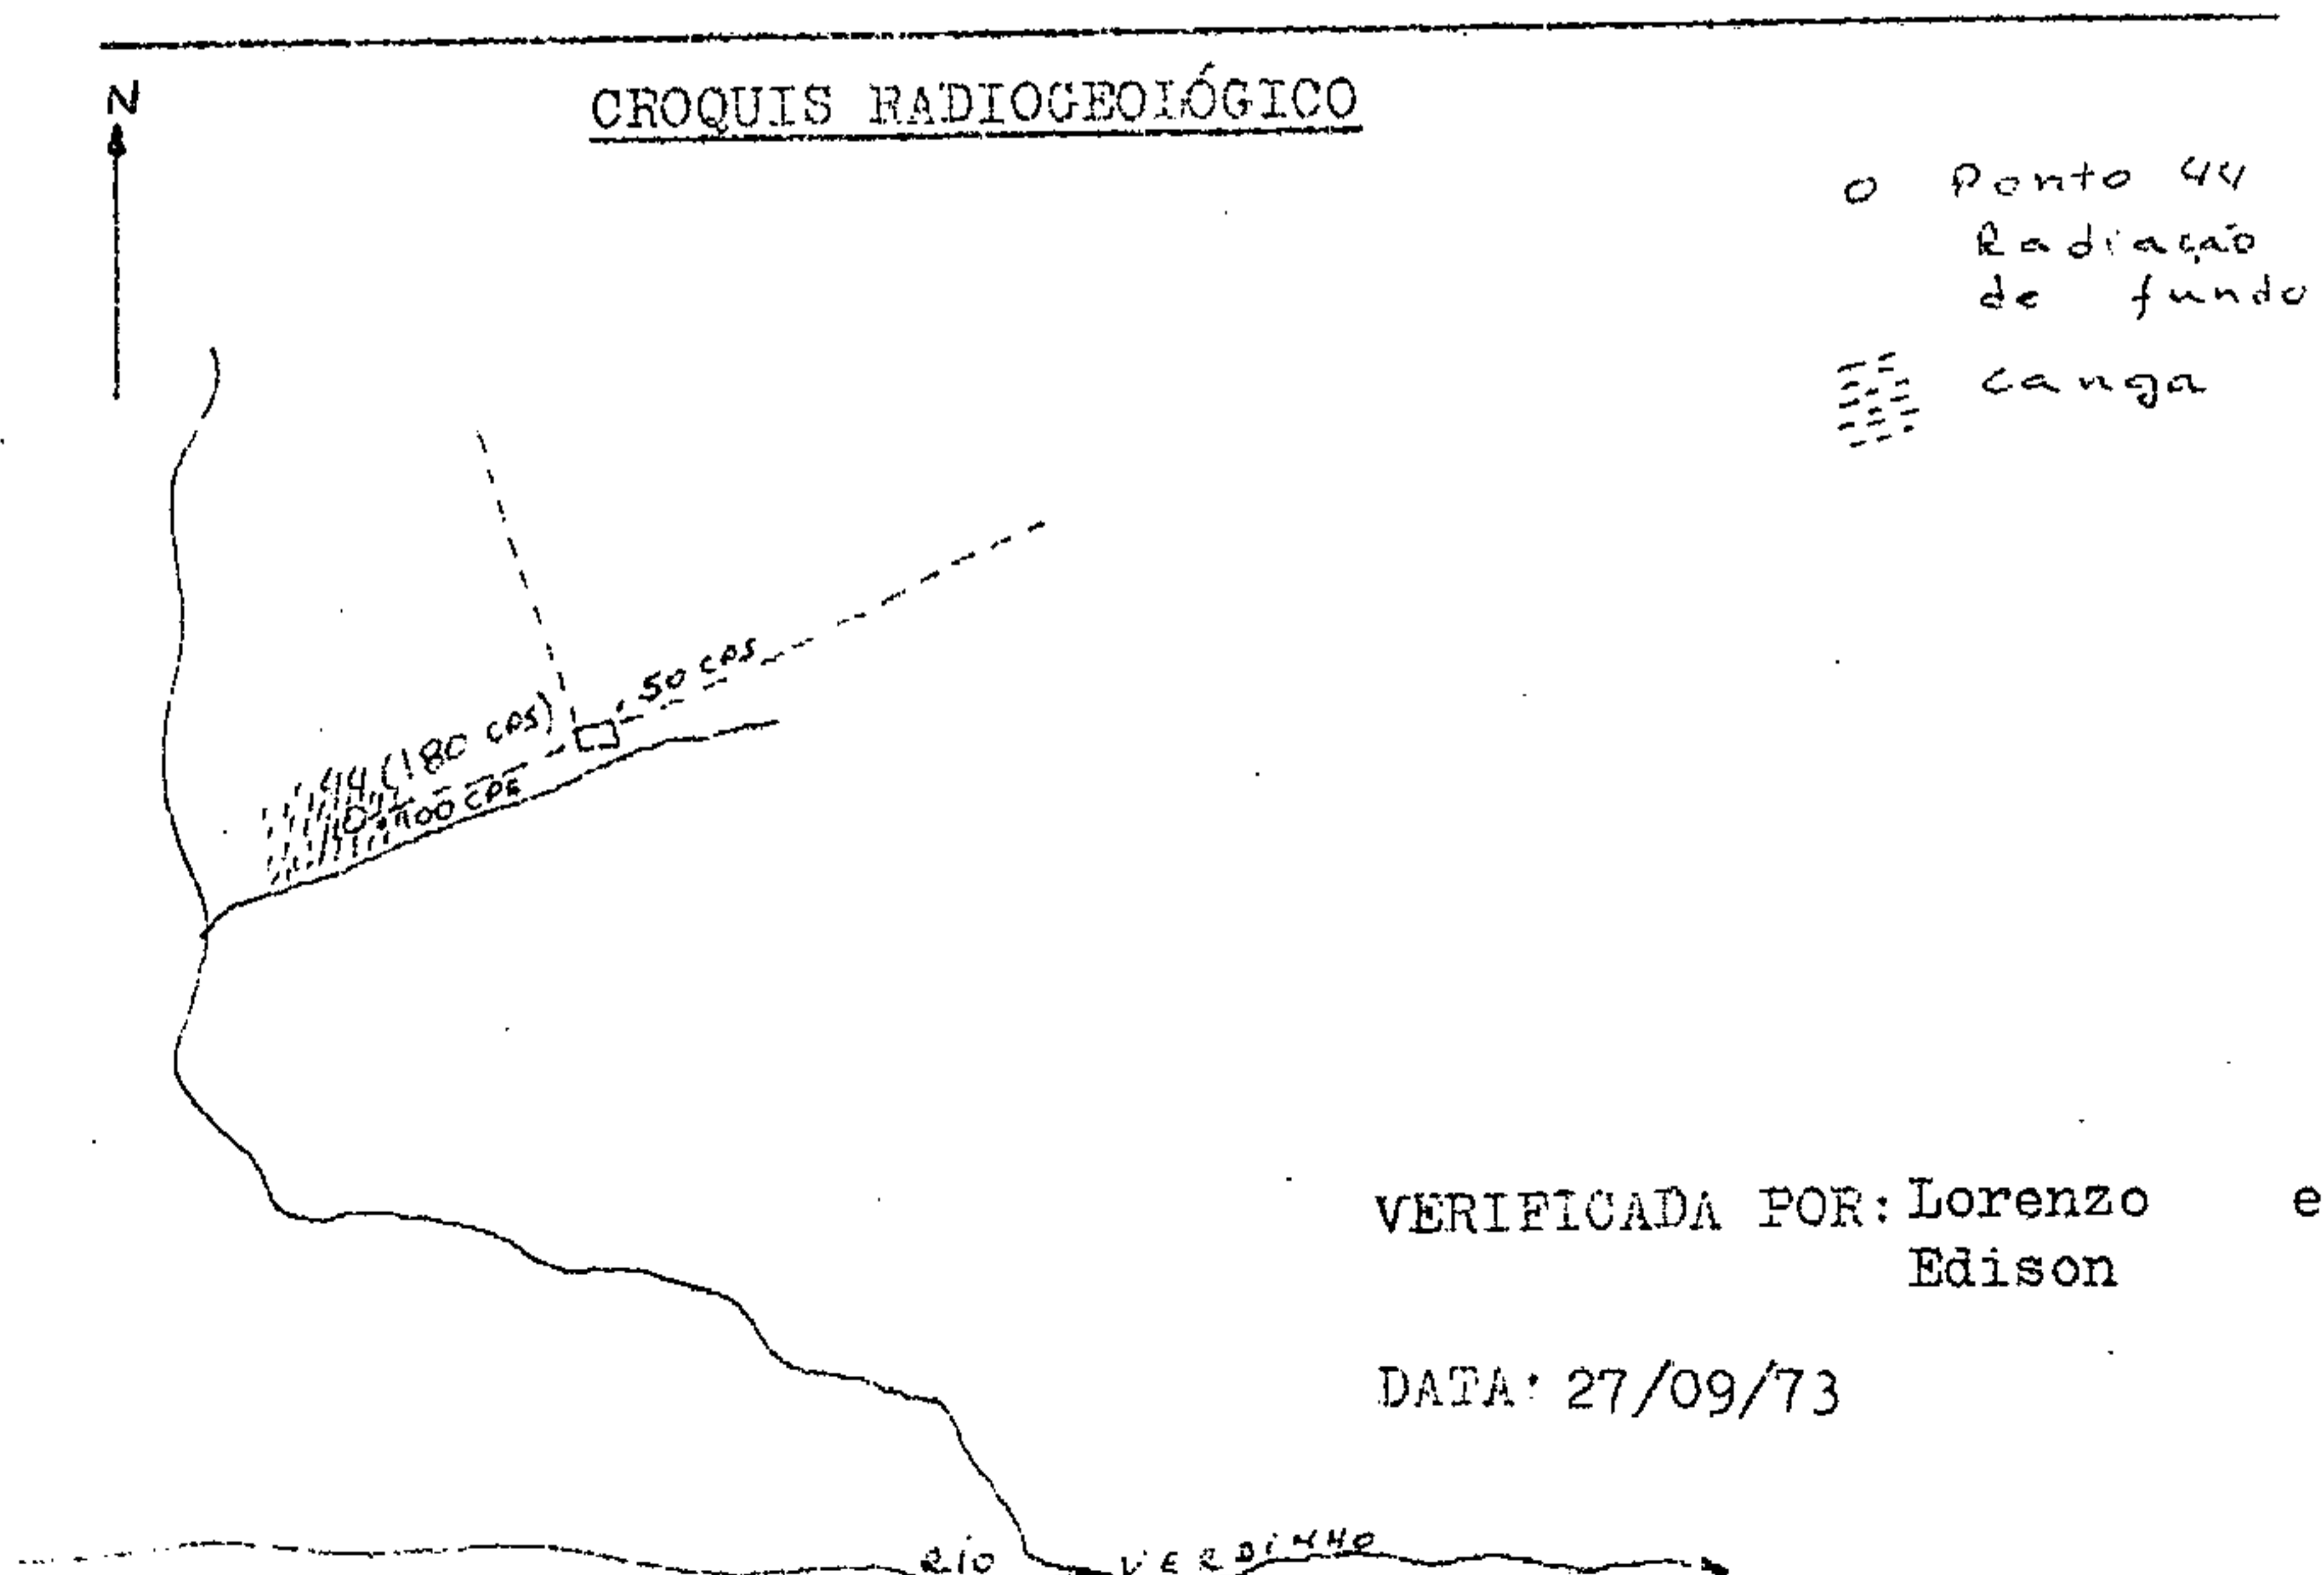 CROQUIS RADIOGEOLÓGICO
N
Ponto 44
Radiação
de fundo
Canga
50 CPS
44 (180 CPS)
100 CPS
VERIFICADA POR: Lorenzo e
Edison
DATA: 27/09/73
RIO VERDINHO